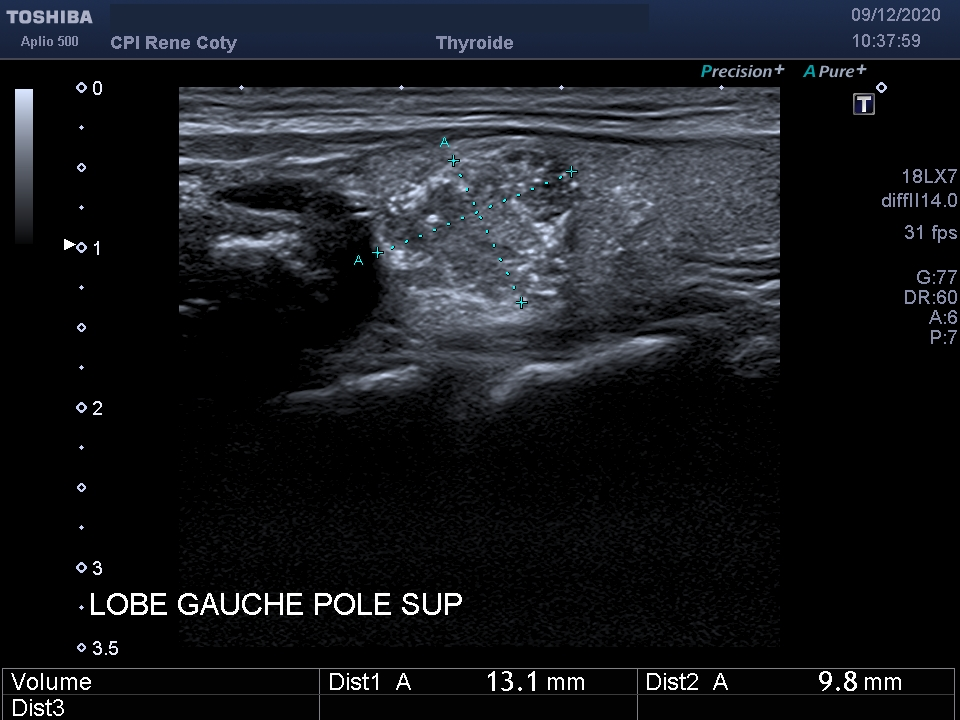 TOSHIBA
Aplio 500
CPI Rene Coty
Thyroide
09/12/2020
10:37:59
Precision+ A Pure+
T
18LX7
diffII14.0
31 fps
G:77
DR:60
A:6
P:7
0
1
2
3
3.5
A
A
LOBE GAUCHE POLE SUP
Volume
Dist1 A 13.1 mm
Dist2 A 9.8 mm
Dist3